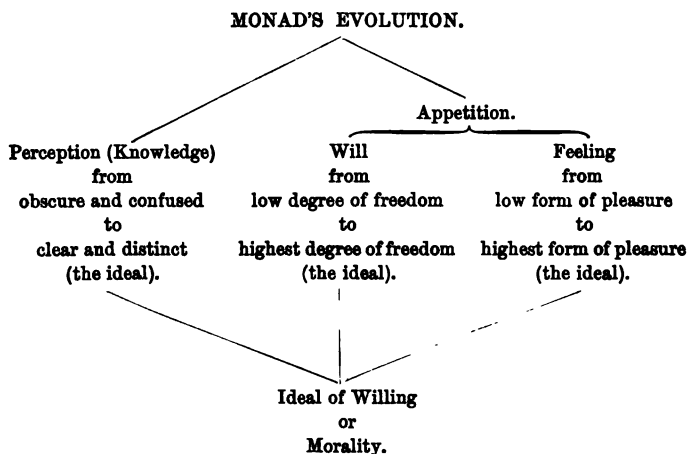 MONAD'S EVOLUTION.
Appetition.
Perception (Knowledge)
from
obscure and confused
to
clear and distinct
(the ideal).
Will
from
low degree of freedom
to
highest degree of freedom
(the ideal).
Feeling
from
low form of pleasure
to
highest form of pleasure
(the ideal).
Ideal of Willing
or
Morality.